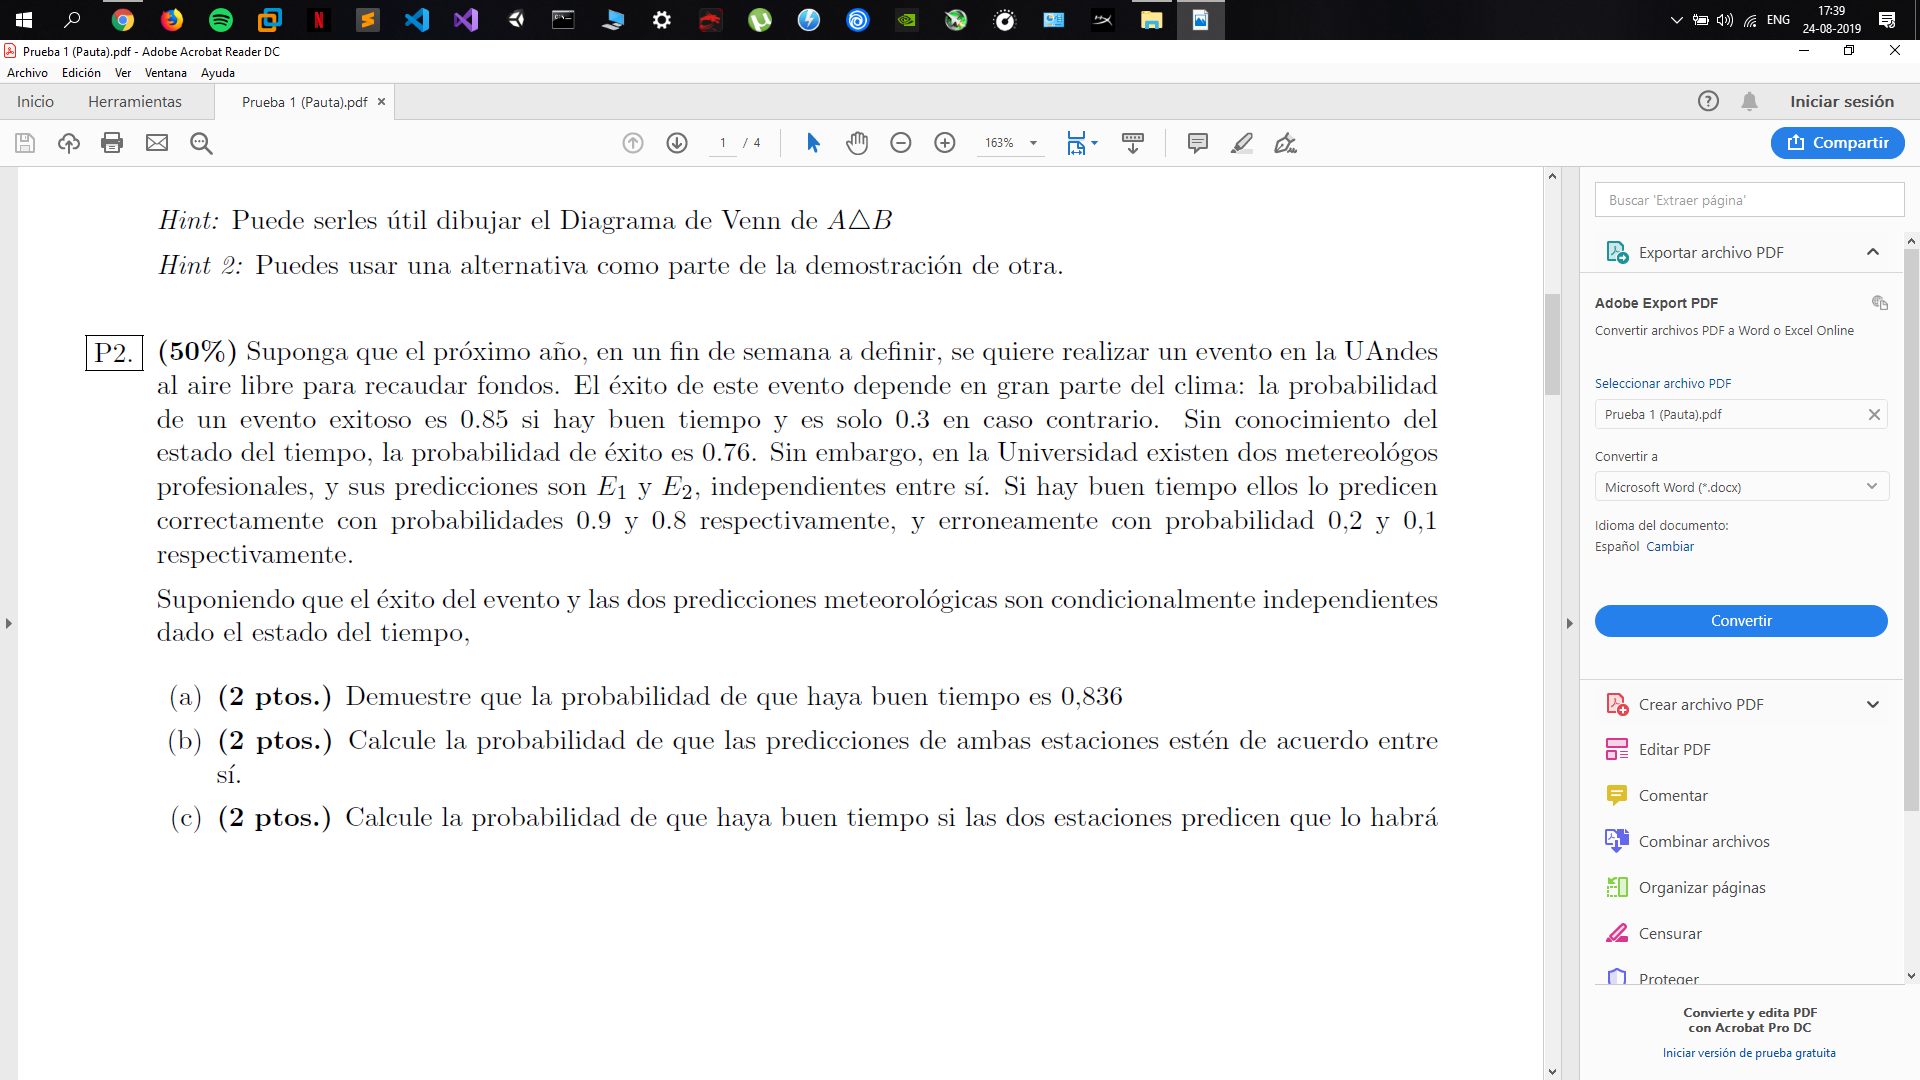 ENG
17:39
24-08-2019
Prueba 1 (Pauta).pdf - Adobe Acrobat Reader DC
Archivo Edición Ver Ventana Ayuda
Inicio Herramientas Prueba 1 (Pauta).pdf × Iniciar sesión
1 / 4 163% Compartir
Hint: Puede serles útil dibujar el Diagrama de Venn de A△B
Hint 2: Puedes usar una alternativa como parte de la demostración de otra.
P2. (50%) Suponga que el próximo año, en un fin de semana a definir, se quiere realizar un evento en la UAndes
al aire libre para recaudar fondos. El éxito de este evento depende en gran parte del clima: la probabilidad
de un evento exitoso es 0.85 si hay buen tiempo y es solo 0.3 en caso contrario. Sin conocimiento del
estado del tiempo, la probabilidad de éxito es 0.76. Sin embargo, en la Universidad existen dos metereológos
profesionales, y sus predicciones son E₁ y E₂, independientes entre sí. Si hay buen tiempo ellos lo predicen
correctamente con probabilidades 0.9 y 0.8 respectivamente, y erroneamente con probabilidad 0,2 y 0,1
respectivamente.
Suponiendo que el éxito del evento y las dos predicciones meteorológicas son condicionalmente independientes
dado el estado del tiempo,
(a) (2 ptos.) Demuestre que la probabilidad de que haya buen tiempo es 0,836
(b) (2 ptos.) Calcule la probabilidad de que las predicciones de ambas estaciones estén de acuerdo entre
sí.
(c) (2 ptos.) Calcule la probabilidad de que haya buen tiempo si las dos estaciones predicen que lo habrá
Buscar 'Extraer página'
Exportar archivo PDF
Adobe Export PDF
Convertir archivos PDF a Word o Excel Online
Seleccionar archivo PDF
Prueba 1 (Pauta).pdf
Convertir a
Microsoft Word (*.docx)
Idioma del documento:
Español Cambiar
Convertir
Crear archivo PDF
Editar PDF
Comentar
Combinar archivos
Organizar páginas
Censurar
Proteger
Convierte y edita PDF
con Acrobat Pro DC
Iniciar versión de prueba gratuita